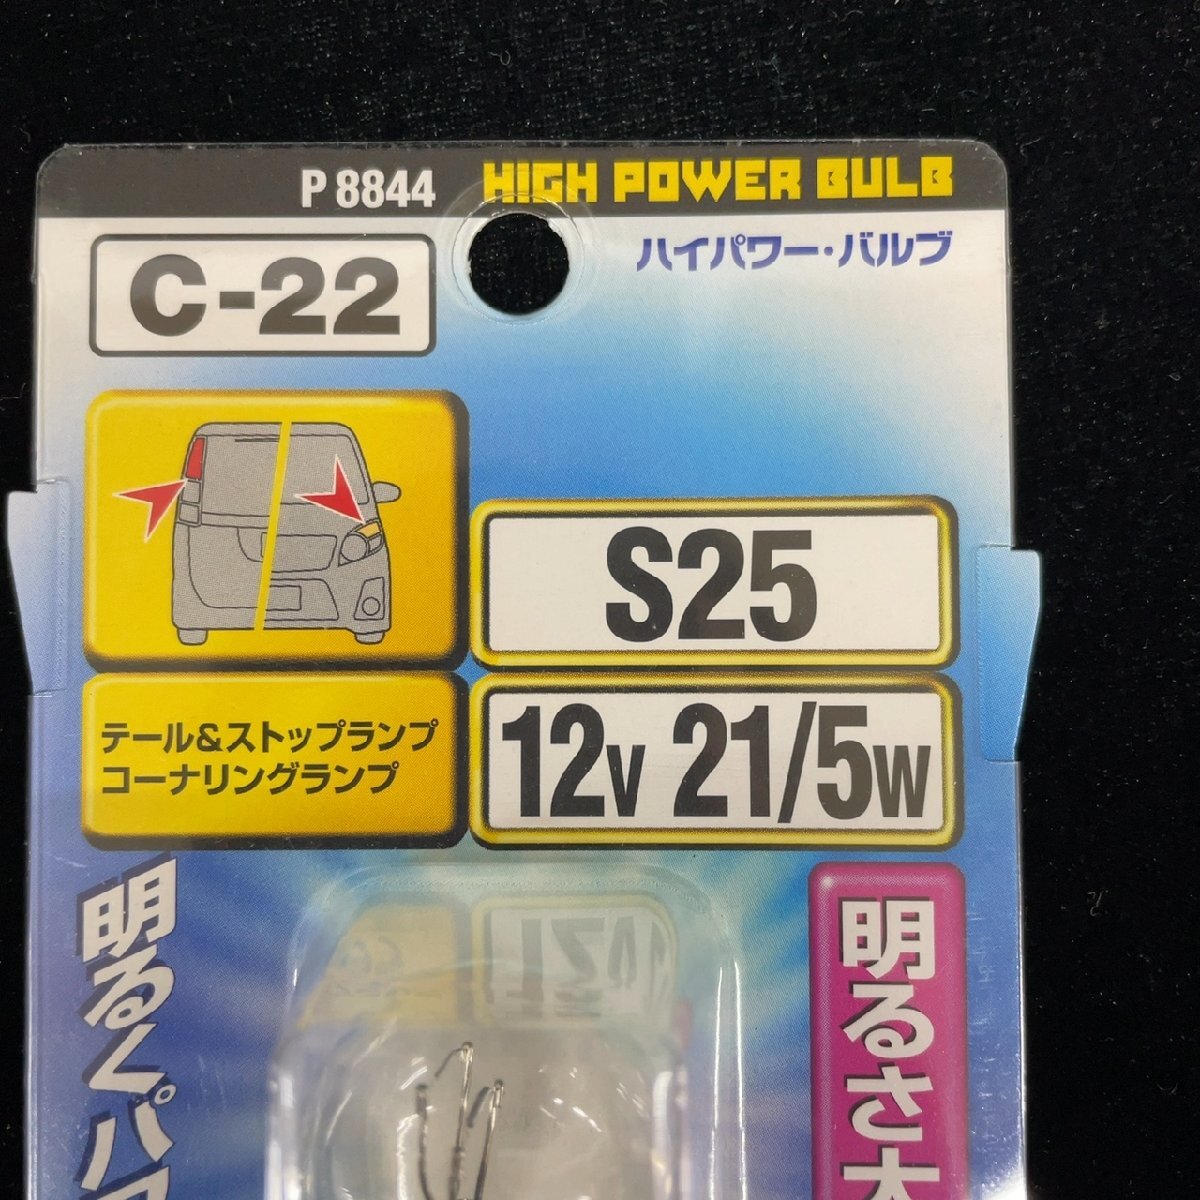 P 8844 HIGH POWER BULB
ハイパワー・バルブ
C-22
S25
12V 21/5W
テール&ストップランプ
コーナリングランプ
明るくパ
明るさ